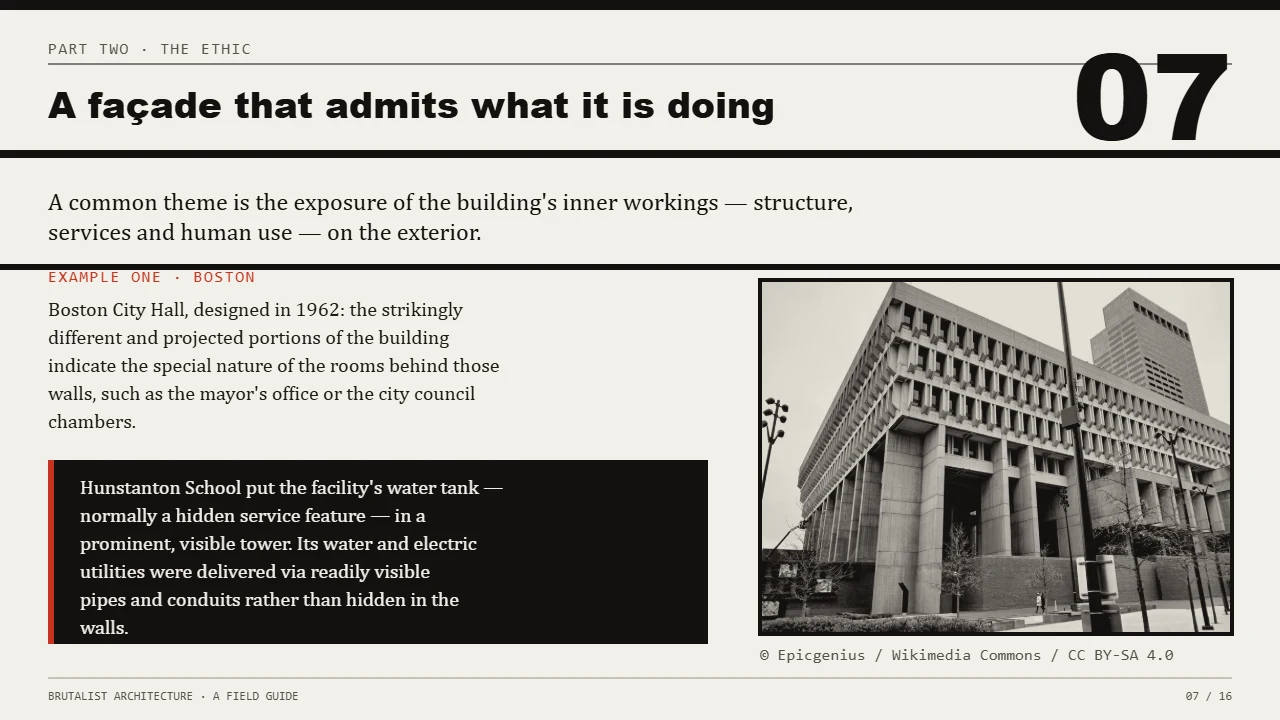 PART TWO · THE ETHIC
07
A façade that admits what it is doing
A common theme is the exposure of the building's inner workings — structure,
services and human use — on the exterior.
EXAMPLE ONE · BOSTON
Boston City Hall, designed in 1962: the strikingly
different and projected portions of the building
indicate the special nature of the rooms behind those
walls, such as the mayor's office or the city council
chambers.
Hunstanton School put the facility's water tank —
normally a hidden service feature — in a
prominent, visible tower. Its water and electric
utilities were delivered via readily visible
pipes and conduits rather than hidden in the
walls.
© Epicgenius / Wikimedia Commons / CC BY-SA 4.0
BRUTALIST ARCHITECTURE · A FIELD GUIDE
07 / 16